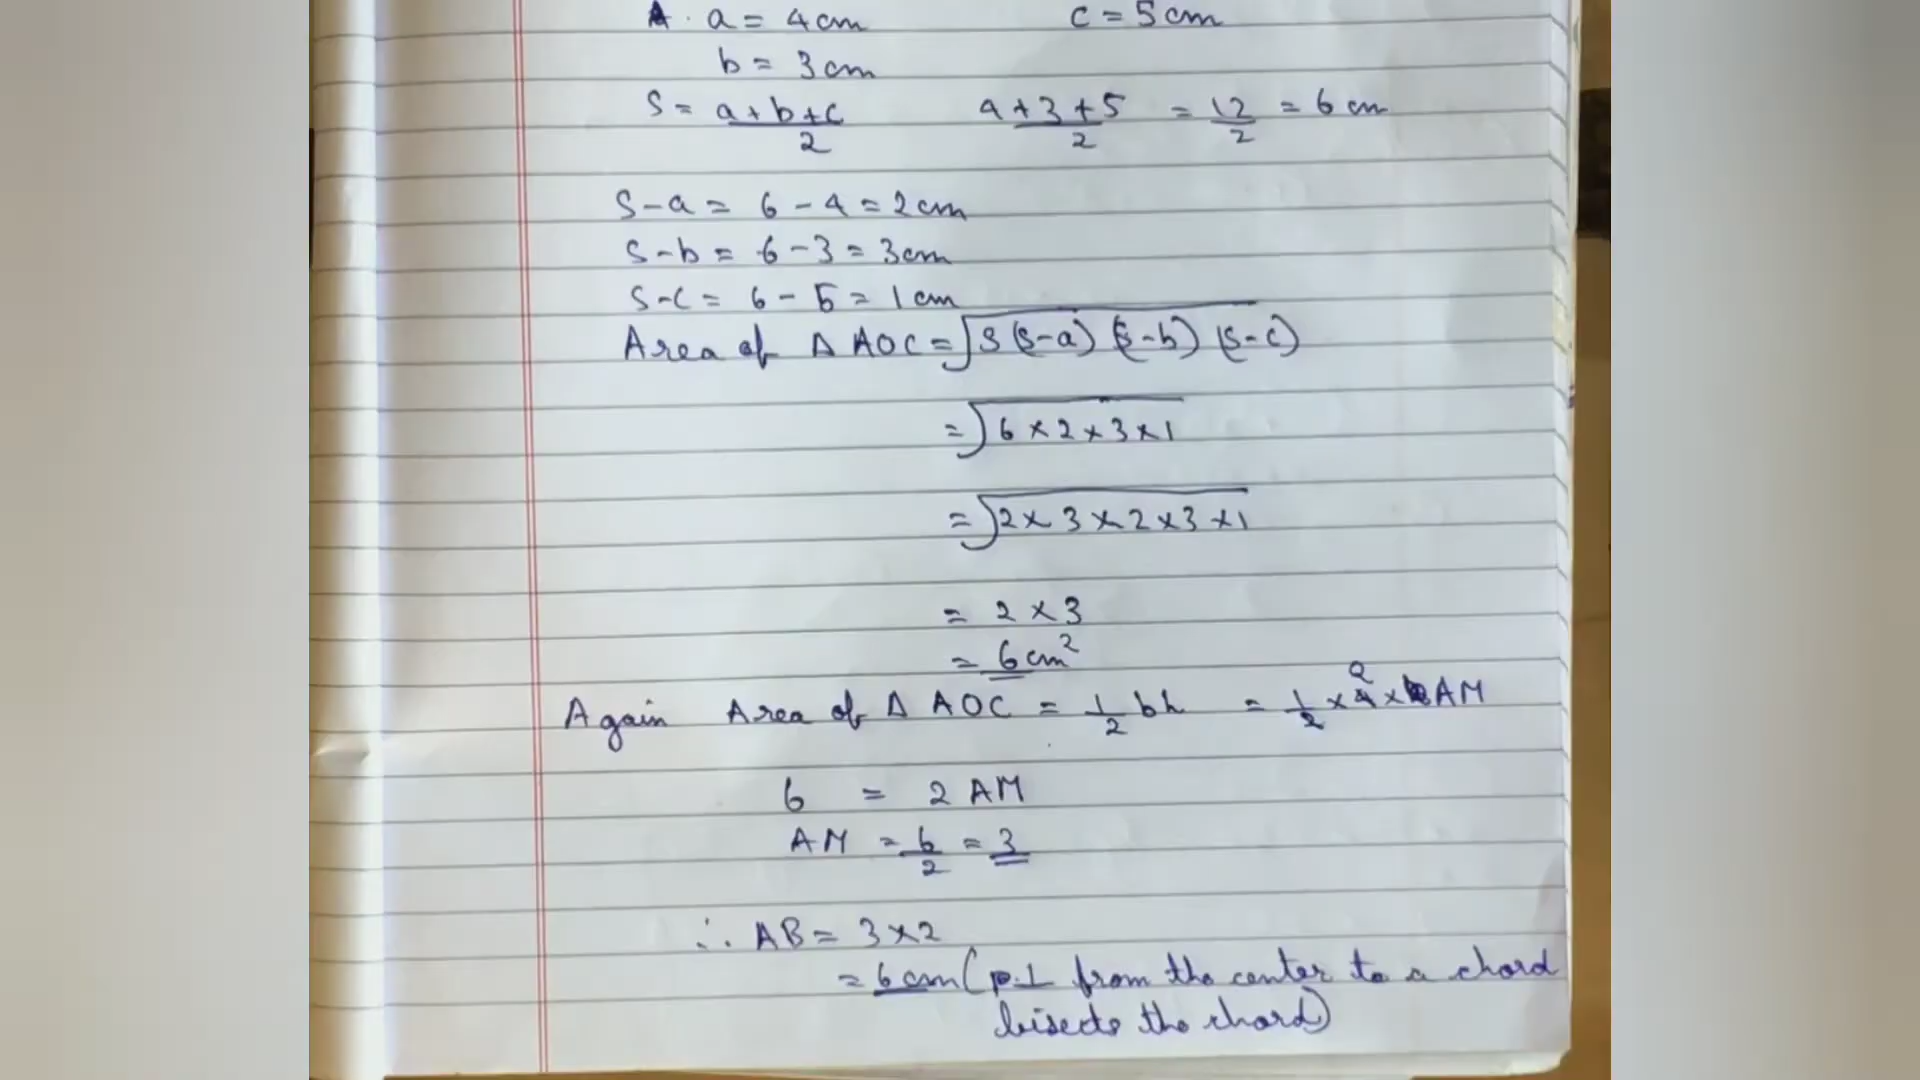 A. a = 4cm c = 5cm
b = 3cm
S = a+b+c/2 4+3+5/2 = 12/2 = 6 cm
S-a = 6-4 = 2cm
S-b = 6-3 = 3cm
S-c = 6-5 = 1cm
Area of Δ AOC = √S(S-a) (S-b) (S-c)
= √6×2×3×1
= √2×3×2×3×1
= 2×3
= 6cm²
Again Area of Δ AOC = 1/2 bh = 1/2 × 4 × AM
2
6 = 2 AM
AM = 6/2 = 3
∴ AB = 3×2
= 6cm (p.⊥ from the center to a chord
bisects the chord)